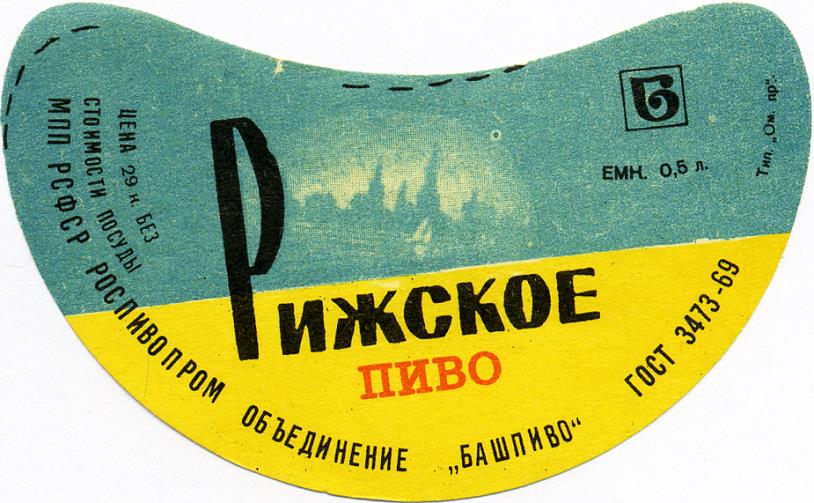 Рижское
пиво
ЦЕНА 29 к. БЕЗ
СТОИМОСТИ ПОСУДЫ
МПП РСФСР РОСПИВОПРОМ ОБЪЕДИНЕНИЕ „БАШПИВО“ ГОСТ 3473-69
Б
ЕМК. 0,5 л.
Тип. „Ом. пр“.